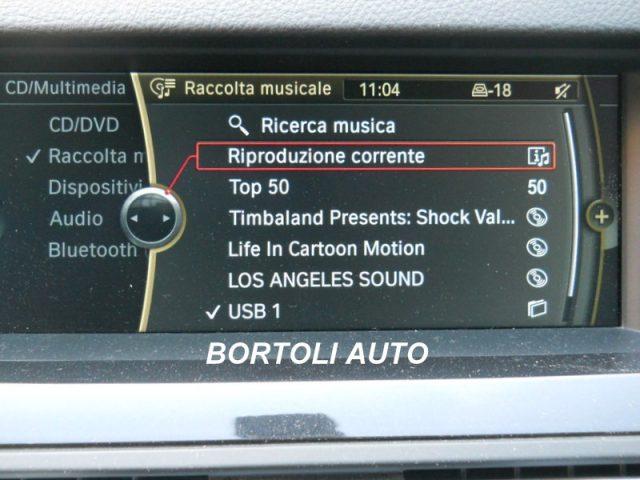 CD/Multimedia
Raccolta musicale
11:04
-18
CD/DVD
Raccolta m
Dispositivi
Audio
Bluetooth
Ricerca musica
Riproduzione corrente
Top 50
50
Timbaland Presents: Shock Val...
Life In Cartoon Motion
LOS ANGELES SOUND
USB 1
BORTOLI AUTO